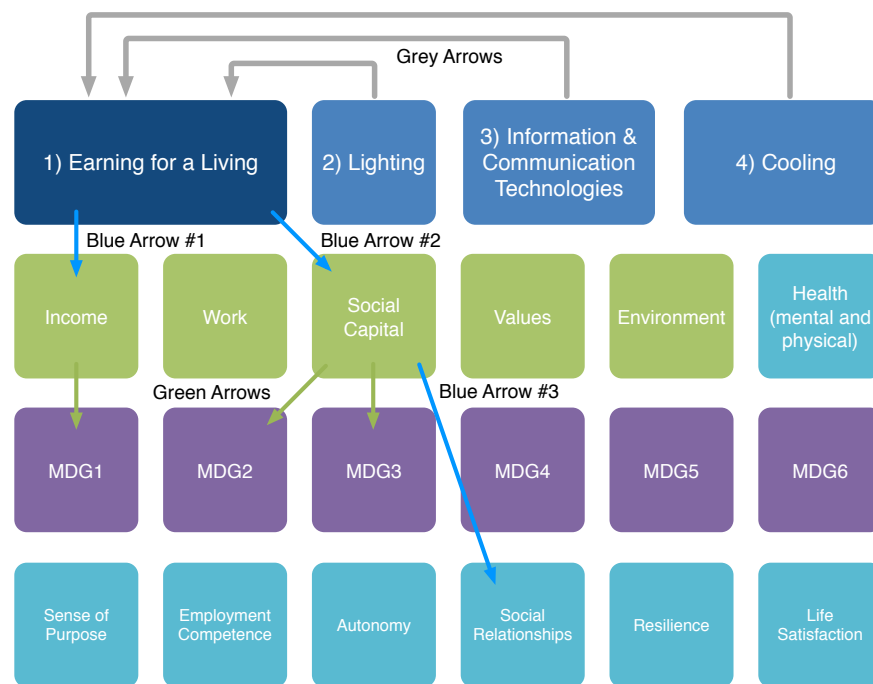 Grey Arrows
1) Earning for a Living
2) Lighting
3) Information &
Communication
Technologies
4) Cooling
Blue Arrow #1
Blue Arrow #2
Income
Work
Social
Capital
Values
Environment
Health
(mental and
physical)
Green Arrows
Blue Arrow #3
MDG1
MDG2
MDG3
MDG4
MDG5
MDG6
Sense of
Purpose
Employment
Competence
Autonomy
Social
Relationships
Resilience
Life
Satisfaction